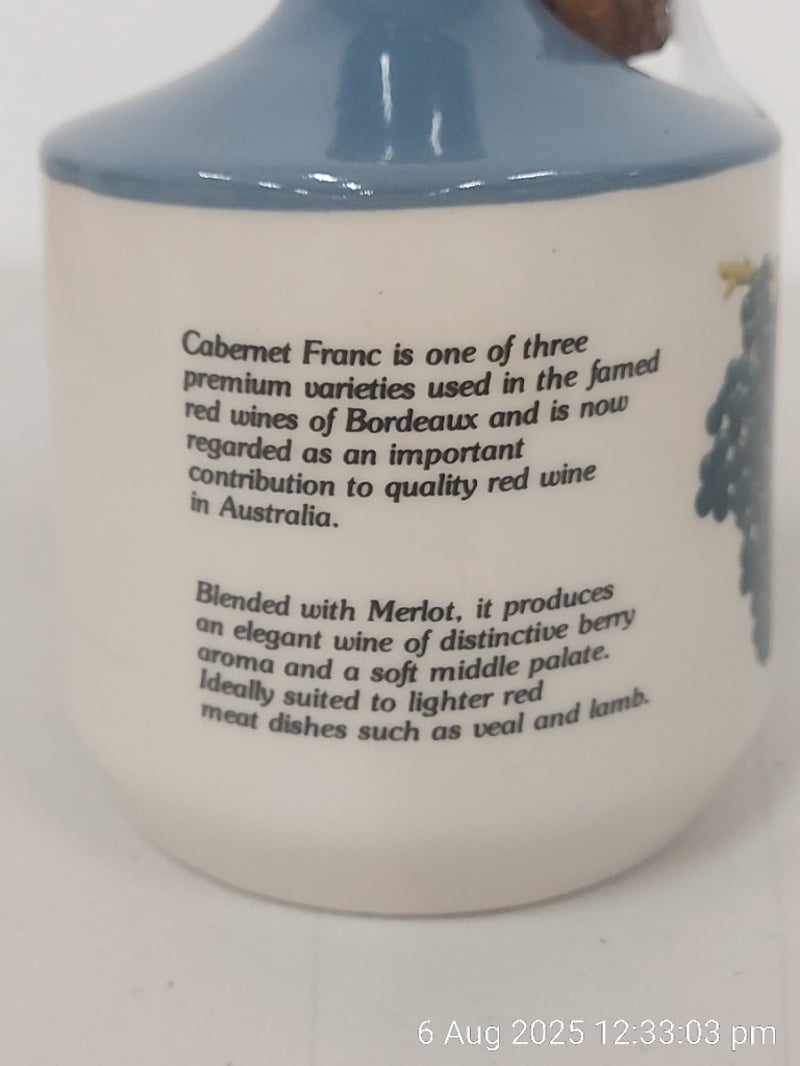 Cabernet Franc is one of three
premium varieties used in the famed
red wines of Bordeaux and is now
regarded as an important
contribution to quality red wine
in Australia.
Blended with Merlot, it produces
an elegant wine of distinctive berry
aroma and a soft middle palate.
Ideally suited to lighter red
meat dishes such as veal and lamb.
6 Aug 2025 12:33:03 pm